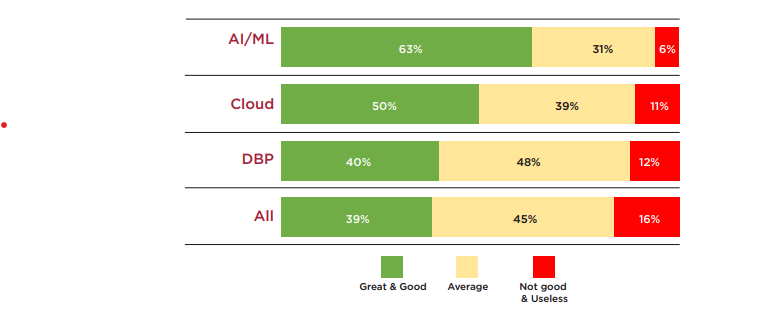 AI/ML 63% 31% 6%
Cloud 50% 39% 11%
DBP 40% 48% 12%
All 39% 45% 16%
Great & Good Average Not good
& Useless